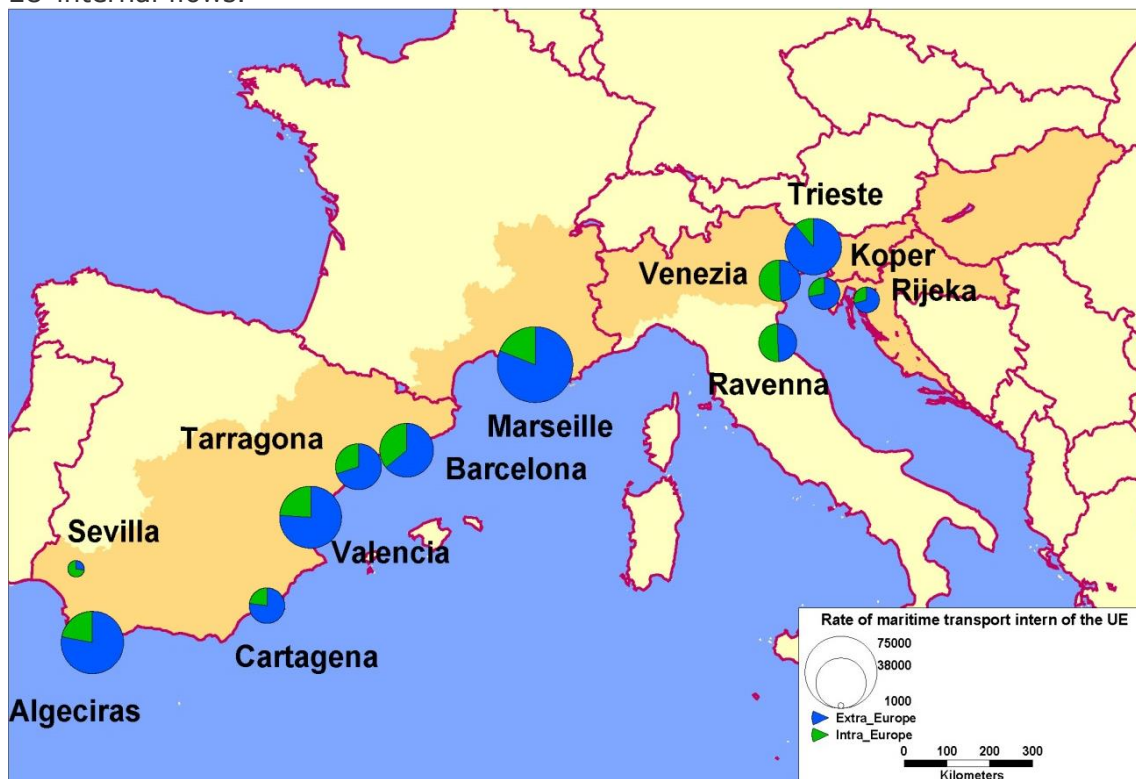 EU internal flows.
Trieste
Koper
Venezia
Rijeka
Ravenna
Marseille
Tarragona
Barcelona
Sevilla
Valencia
Cartagena
Algeciras
Rate of maritime transport intern of the UE
75000
38000
1000
Extra_Europe
Intra_Europe
0 100 200 300
Kilometers